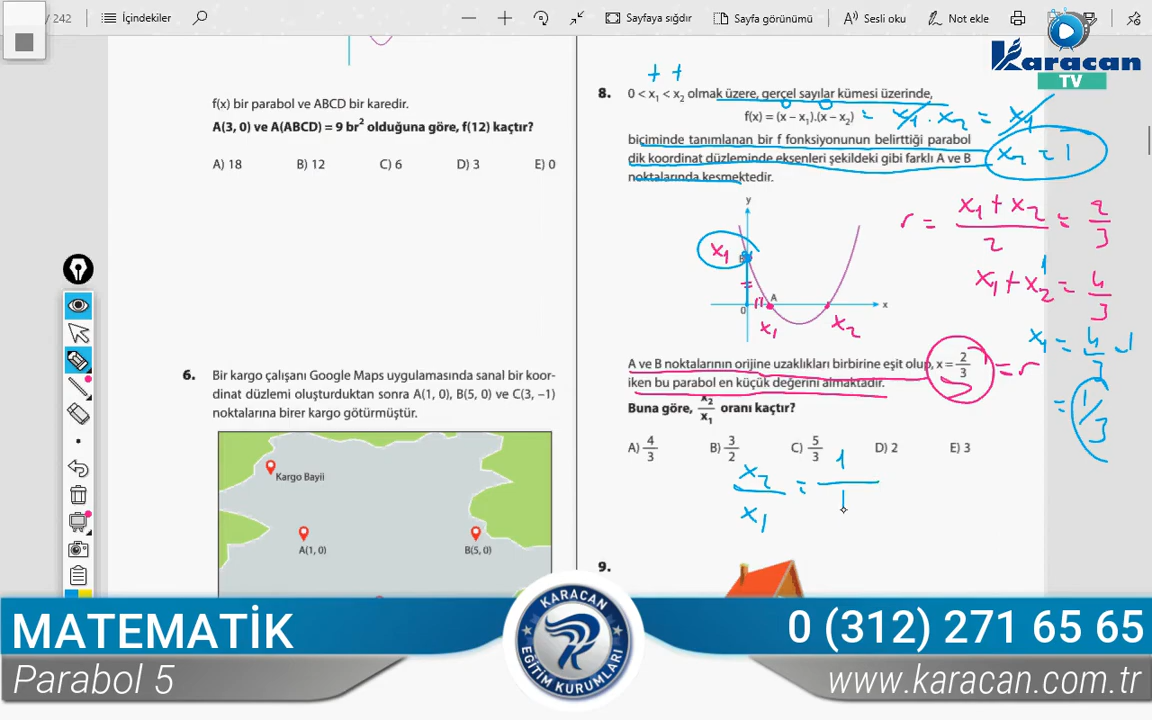 / 242
İçindekiler
Sayfaya sığdır
Sayfa görünümü
Sesli oku
Not ekle
Karacan
TV
f(x) bir parabol ve ABCD bir karedir.
A(3, 0) ve A(ABCD) = 9 br² olduğuna göre, f(12) kaçtır?
A) 18 B) 12 C) 6 D) 3 E) 0
6. Bir kargo çalışanı Google Maps uygulamasında sanal bir koor-
dinat düzlemi oluşturduktan sonra A(1, 0), B(5, 0) ve C(3, –1)
noktalarına birer kargo götürmüştür.
Kargo Bayii
A(1, 0)
B(5, 0)
+ +
8. 0 < x₁ < x₂ olmak üzere, gerçel sayılar kümesi üzerinde,
f(x) = (x – x₁).(x – x₂) = x₁ . x₂ = x₁
biçiminde tanımlanan bir f fonksiyonunun belirttiği parabol
dik koordinat düzleminde eksenleri şekildeki gibi farklı A ve B
noktalarında kesmektedir.
x₂ = 1
y
x₁
B
0
A
x
x₁
x₂
r = x₁ + x₂ / 2 = 2/3
1
x₁ + x₂ = 4/3
x₁ = 4/3 - 1
= 1/3
A ve B noktalarının orijine uzaklıkları birbirine eşit olup, x = 2/3 = r
iken bu parabol en küçük değerini almaktadır.
Buna göre, x₂/x₁ oranı kaçtır?
A) 4/3 B) 3/2 C) 5/3 D) 2 E) 3
x₂/x₁ = 1/1
9.
MATEMATİK
Parabol 5
KARACAN
EĞİTİM KURUMLARI
0 (312) 271 65 65
www.karacan.com.tr